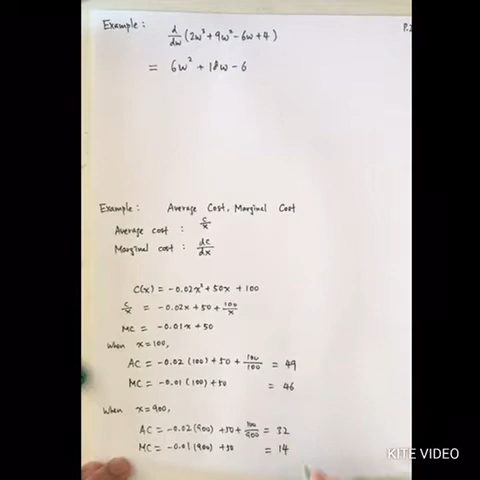 Example: d/dw (2w³ + 9w² - 6w + 4)
P.2
= 6w² + 18w - 6
Example: Average Cost, Marginal Cost
Average cost : C/x
Marginal cost : dC/dx
C(x) = -0.02x² + 50x + 100
C/x = -0.02x + 50 + 100/x
MC = -0.01x + 50
When x = 100,
AC = -0.02 (100) + 50 + 100/100 = 49
MC = -0.01 (100) + 50 = 46
When x = 900,
AC = -0.02 (900) + 50 + 100/900 = 32
MC = -0.01 (900) + 50 = 14
KITE VIDEO